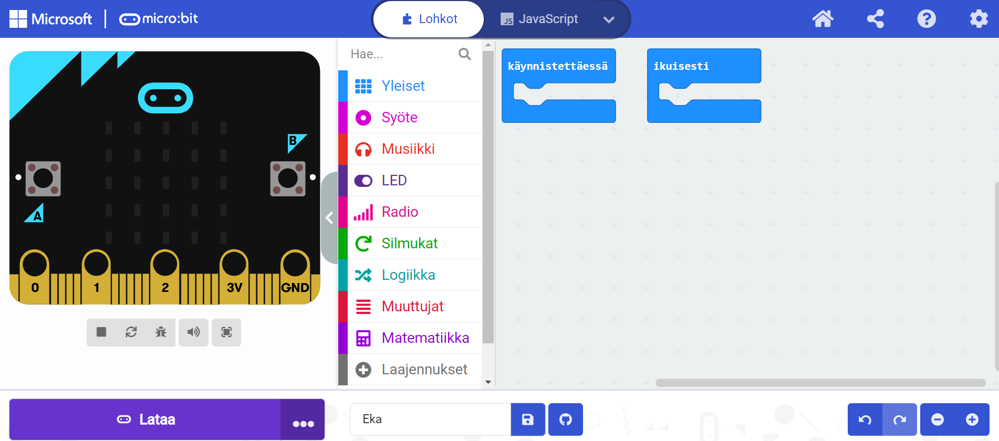 Microsoft
micro:bit
Lohkot
JS
JavaScript
B
A
0
1
2
3V
GND
Hae...
Yleiset
Syöte
Musiikki
LED
Radio
Silmukat
Logiikka
Muuttujat
Matematiikka
Laajennukset
käynnistettäessä
ikuisesti
Lataa
Eka